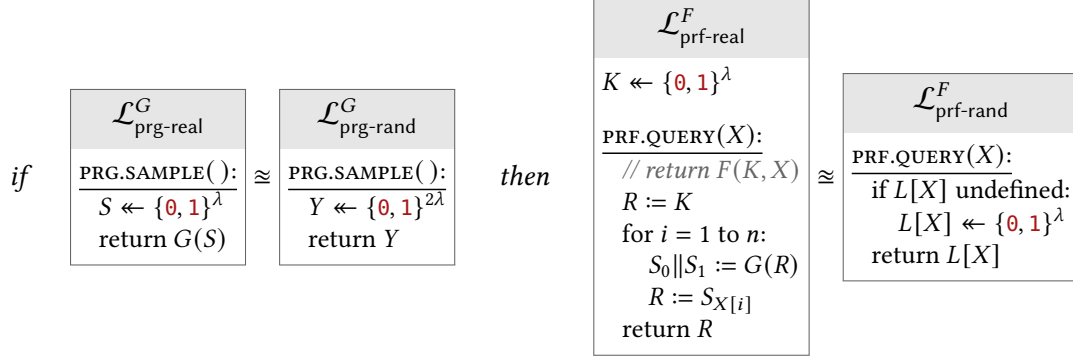 if
𝓛^G_prg-real
PRG.SAMPLE( ):
S ↞ {0, 1}^λ
return G(S)
≊
𝓛^G_prg-rand
PRG.SAMPLE( ):
Y ↞ {0, 1}^{2λ}
return Y
then
𝓛^F_prf-real
K ↞ {0, 1}^λ
PRF.QUERY(X):
// return F(K, X)
R := K
for i = 1 to n:
S_0‖S_1 := G(R)
R := S_{X[i]}
return R
≊
𝓛^F_prf-rand
PRF.QUERY(X):
if L[X] undefined:
L[X] ↞ {0, 1}^λ
return L[X]